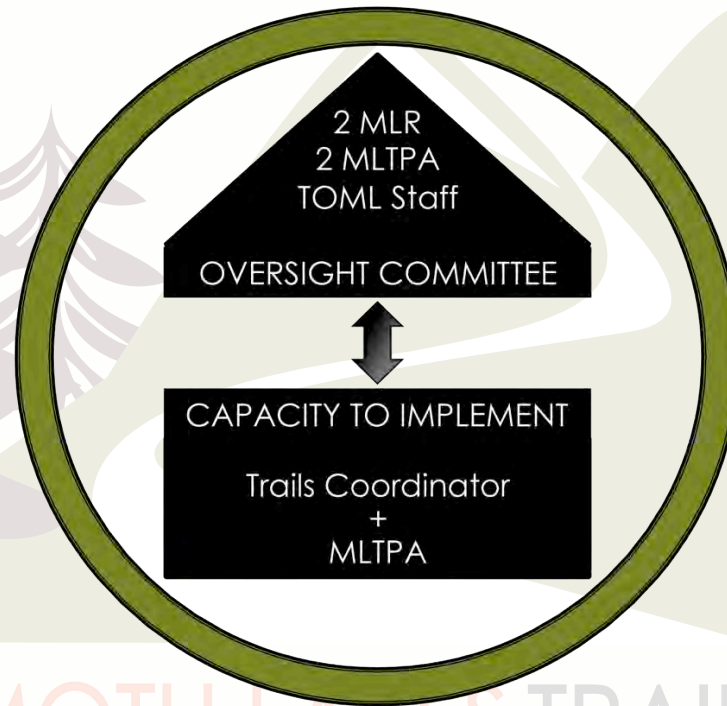 2 MLR
2 MLTPA
TOML Staff
OVERSIGHT COMMITTEE
CAPACITY TO IMPLEMENT
Trails Coordinator
+
MLTPA